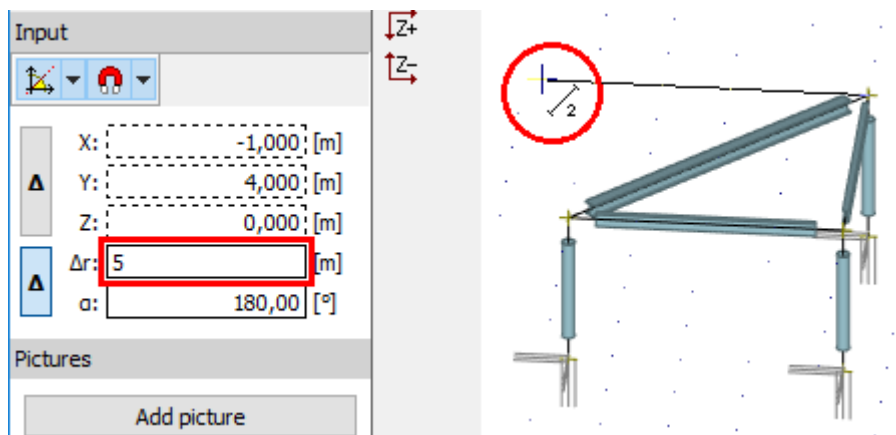 Input
Z+
Z-
X: -1,000 [m]
Δ Y: 4,000 [m]
Z: 0,000 [m]
Δr: 5 [m]
Δ α: 180,00 [°]
Pictures
Add picture
2